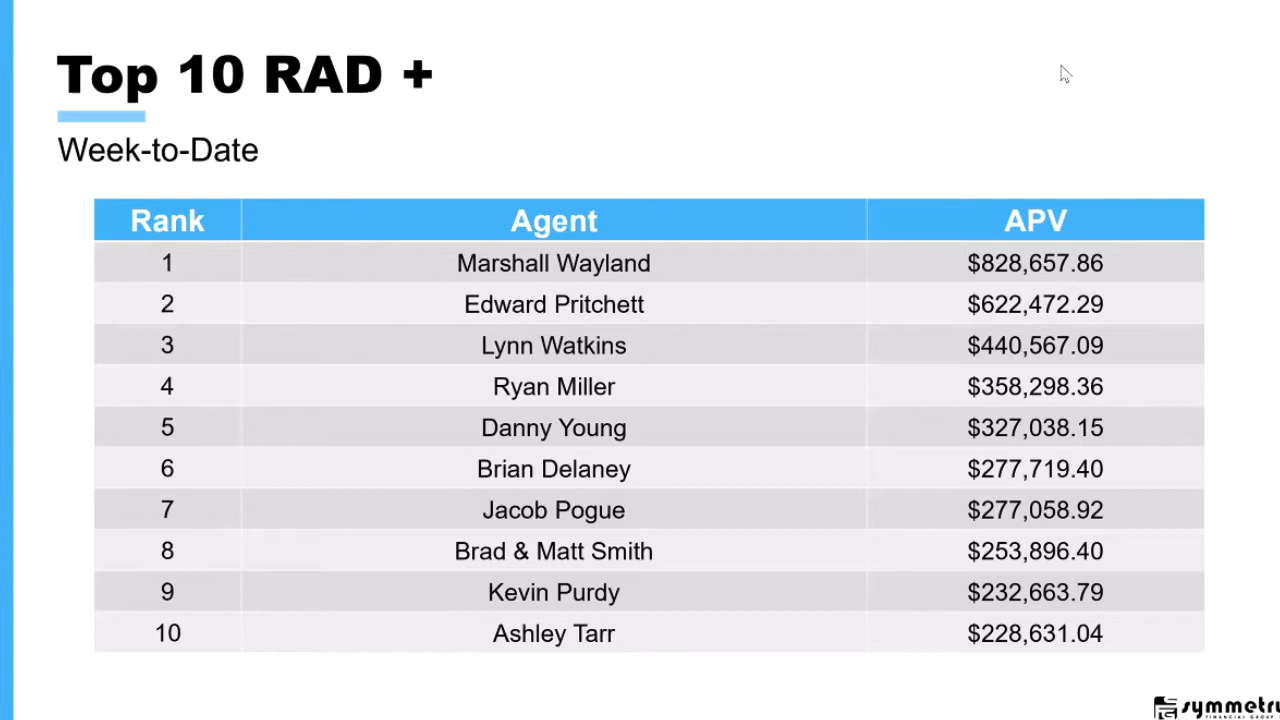 Top 10 RAD +
Week-to-Date
Rank Agent APV
1 Marshall Wayland $828,657.86
2 Edward Pritchett $622,472.29
3 Lynn Watkins $440,567.09
4 Ryan Miller $358,298.36
5 Danny Young $327,038.15
6 Brian Delaney $277,719.40
7 Jacob Pogue $277,058.92
8 Brad & Matt Smith $253,896.40
9 Kevin Purdy $232,663.79
10 Ashley Tarr $228,631.04
symmetry
FINANCIAL GROUP